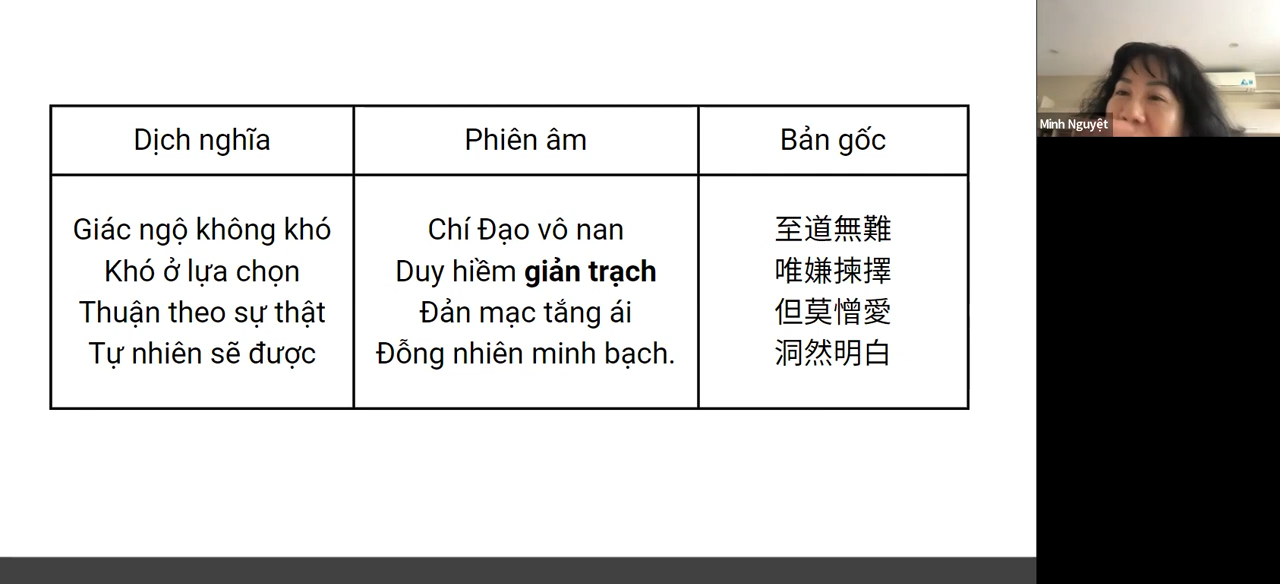 Dịch nghĩa
Phiên âm
Bản gốc
Giác ngộ không khó
Khó ở lựa chọn
Thuận theo sự thật
Tự nhiên sẽ được
Chí Đạo vô nan
Duy hiềm giản trạch
Đản mạc tắng ái
Đỗng nhiên minh bạch.
至道無難
唯嫌揀擇
但莫憎愛
洞然明白
Minh Nguyệt